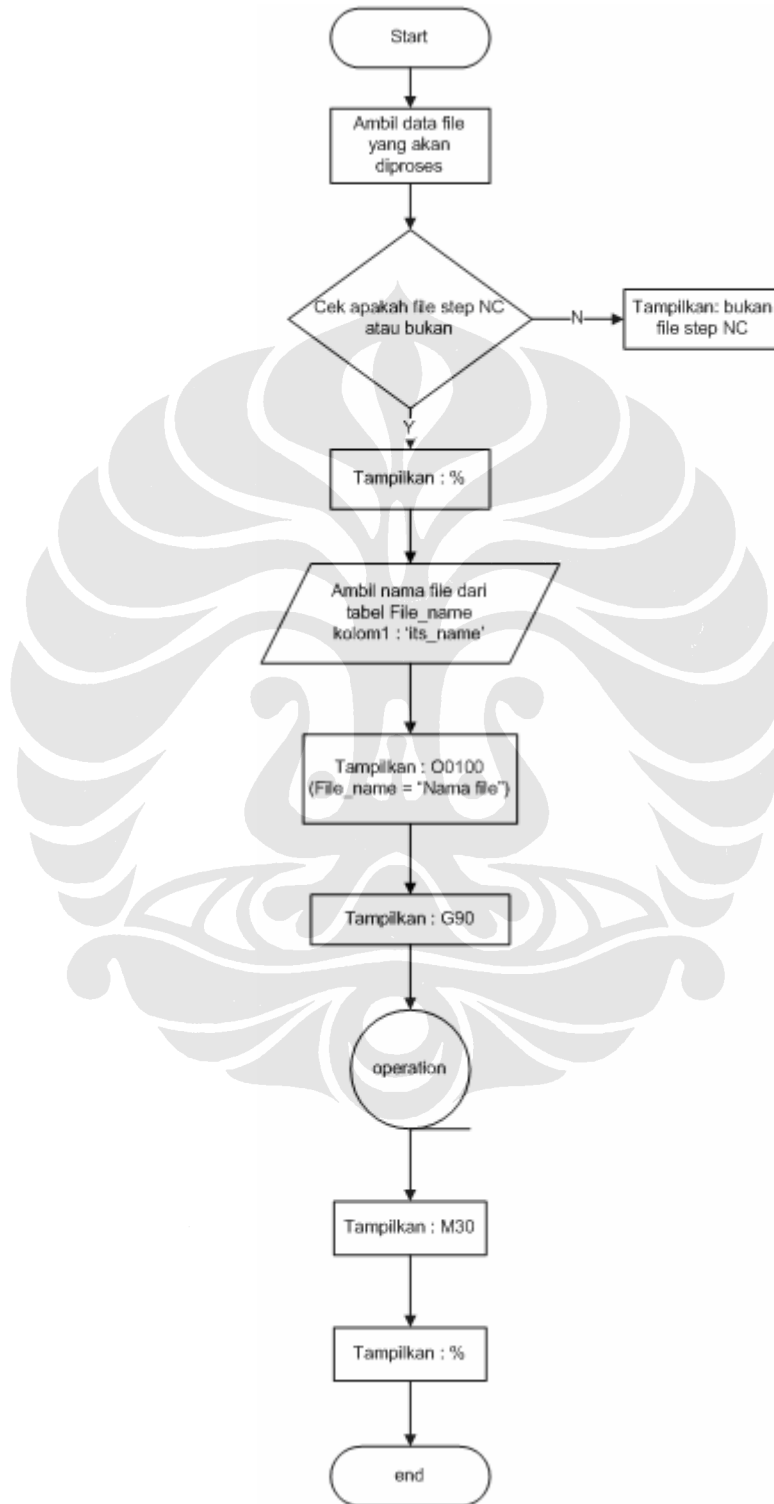 Start
Ambil data file
yang akan
diproses
Cek apakah file step NC
atau bukan
N
Tampilkan: bukan
file step NC
Y
Tampilkan : %
Ambil nama file dari
tabel File_name
kolom1 : ‘its_name’
Tampilkan : O0100
(File_name = “Nama file”)
Tampilkan : G90
operation
Tampilkan : M30
Tampilkan : %
end